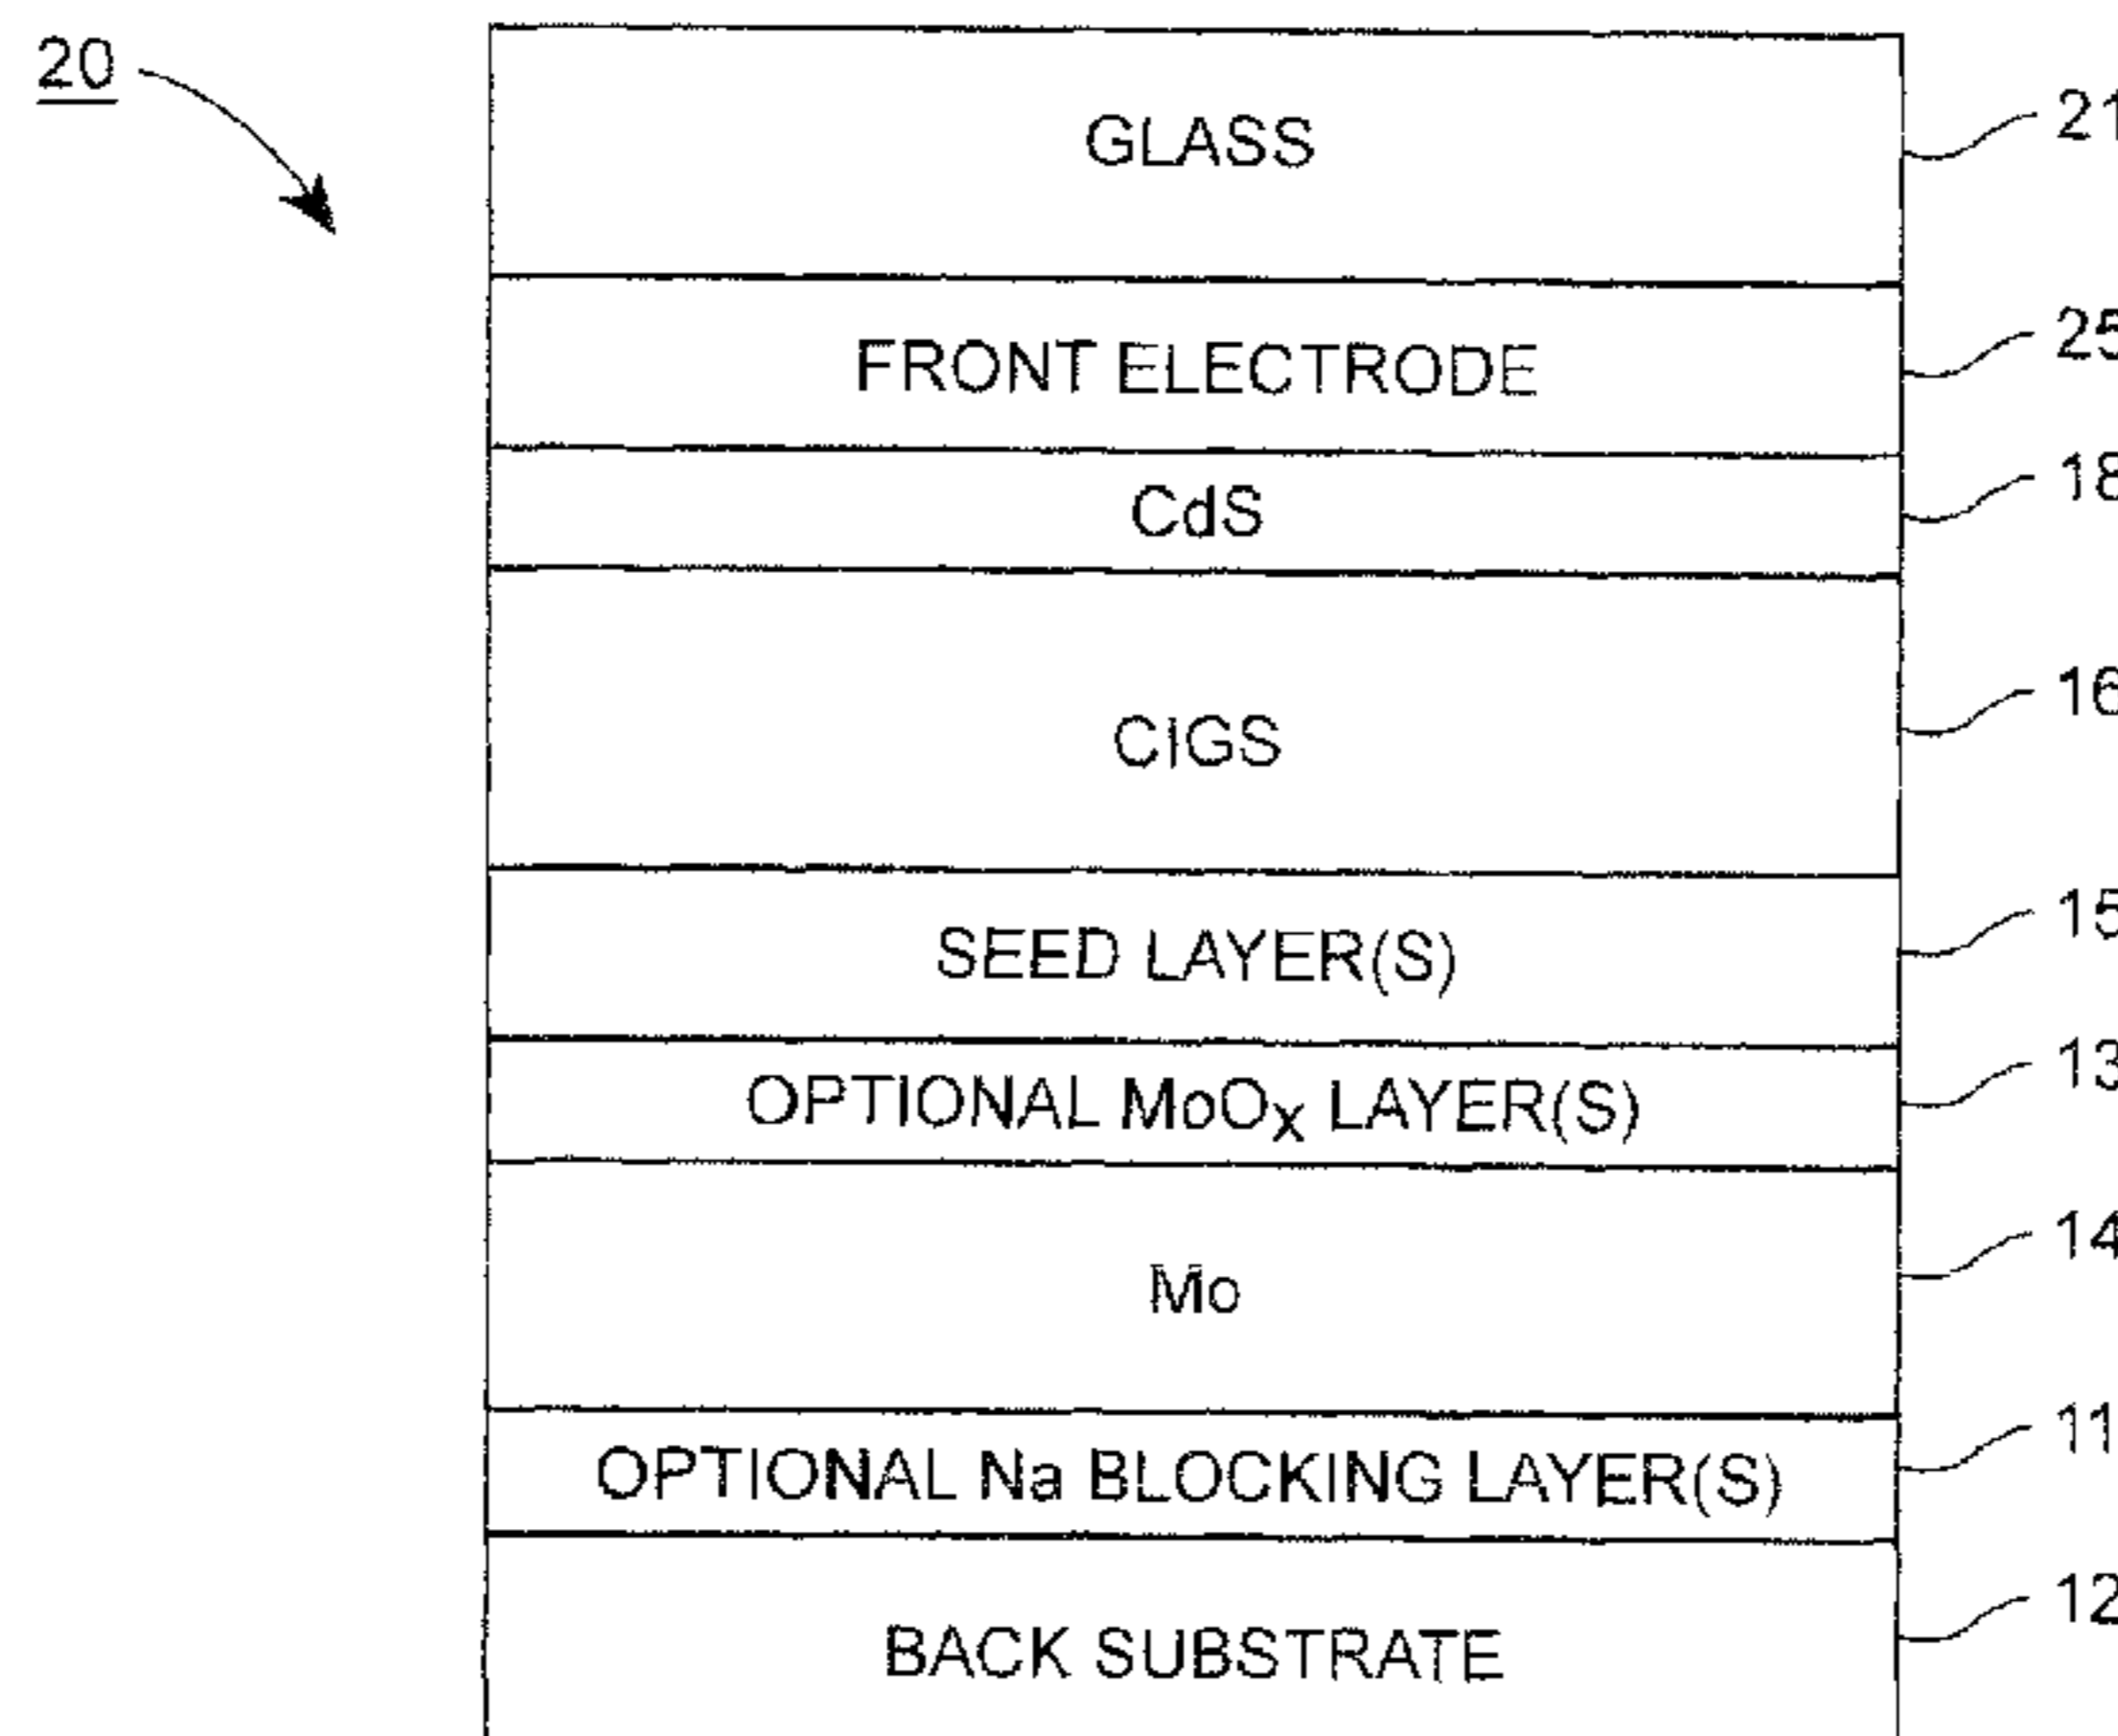 20
GLASS
21
FRONT ELECTRODE
25
CdS
18
CIGS
16
SEED LAYER(S)
15
OPTIONAL MoOx LAYER(S)
13
Mo
14
OPTIONAL Na BLOCKING LAYER(S)
11
BACK SUBSTRATE
12